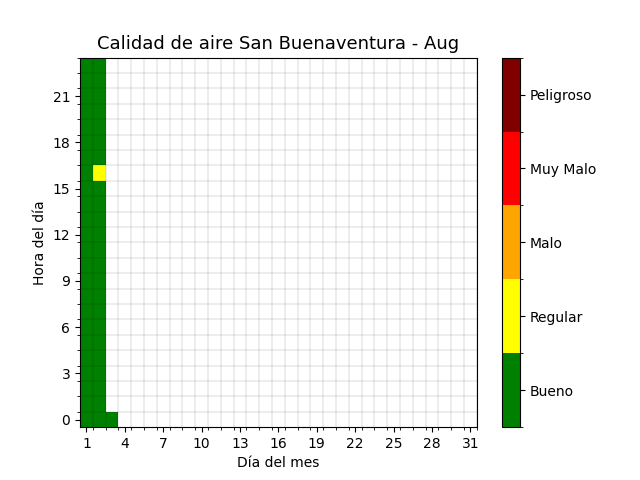 Calidad de aire San Buenaventura - Aug
Hora del día
21
18
15
12
9
6
3
0
1 4 7 10 13 16 19 22 25 28 31
Día del mes
Peligroso
Muy Malo
Malo
Regular
Bueno